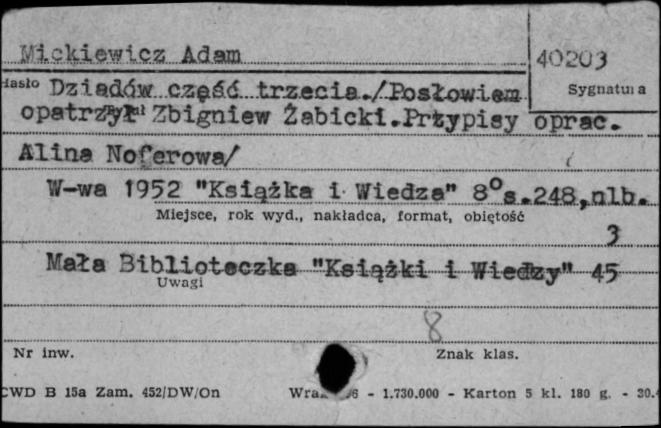 Mickiewicz Adam
40203
Hasło
Sygnatura
Dziadów część trzecia./Posłowiem
opatrzył Zbigniew Żabicki.Przypisy oprac.
Alina Noferowa/
W-wa 1952 "Książka i Wiedza" 8° s.248,nlb.
Miejsce, rok wyd., nakładca, format, objętość
3
Mała Biblioteczka "Książki i Wiedzy" 45
Uwagi
8
Nr inw.
Znak klas.
CWD B 15a Zam. 452/DW/On
- 1.730.000 - Karton 5 kl. 180 g. -